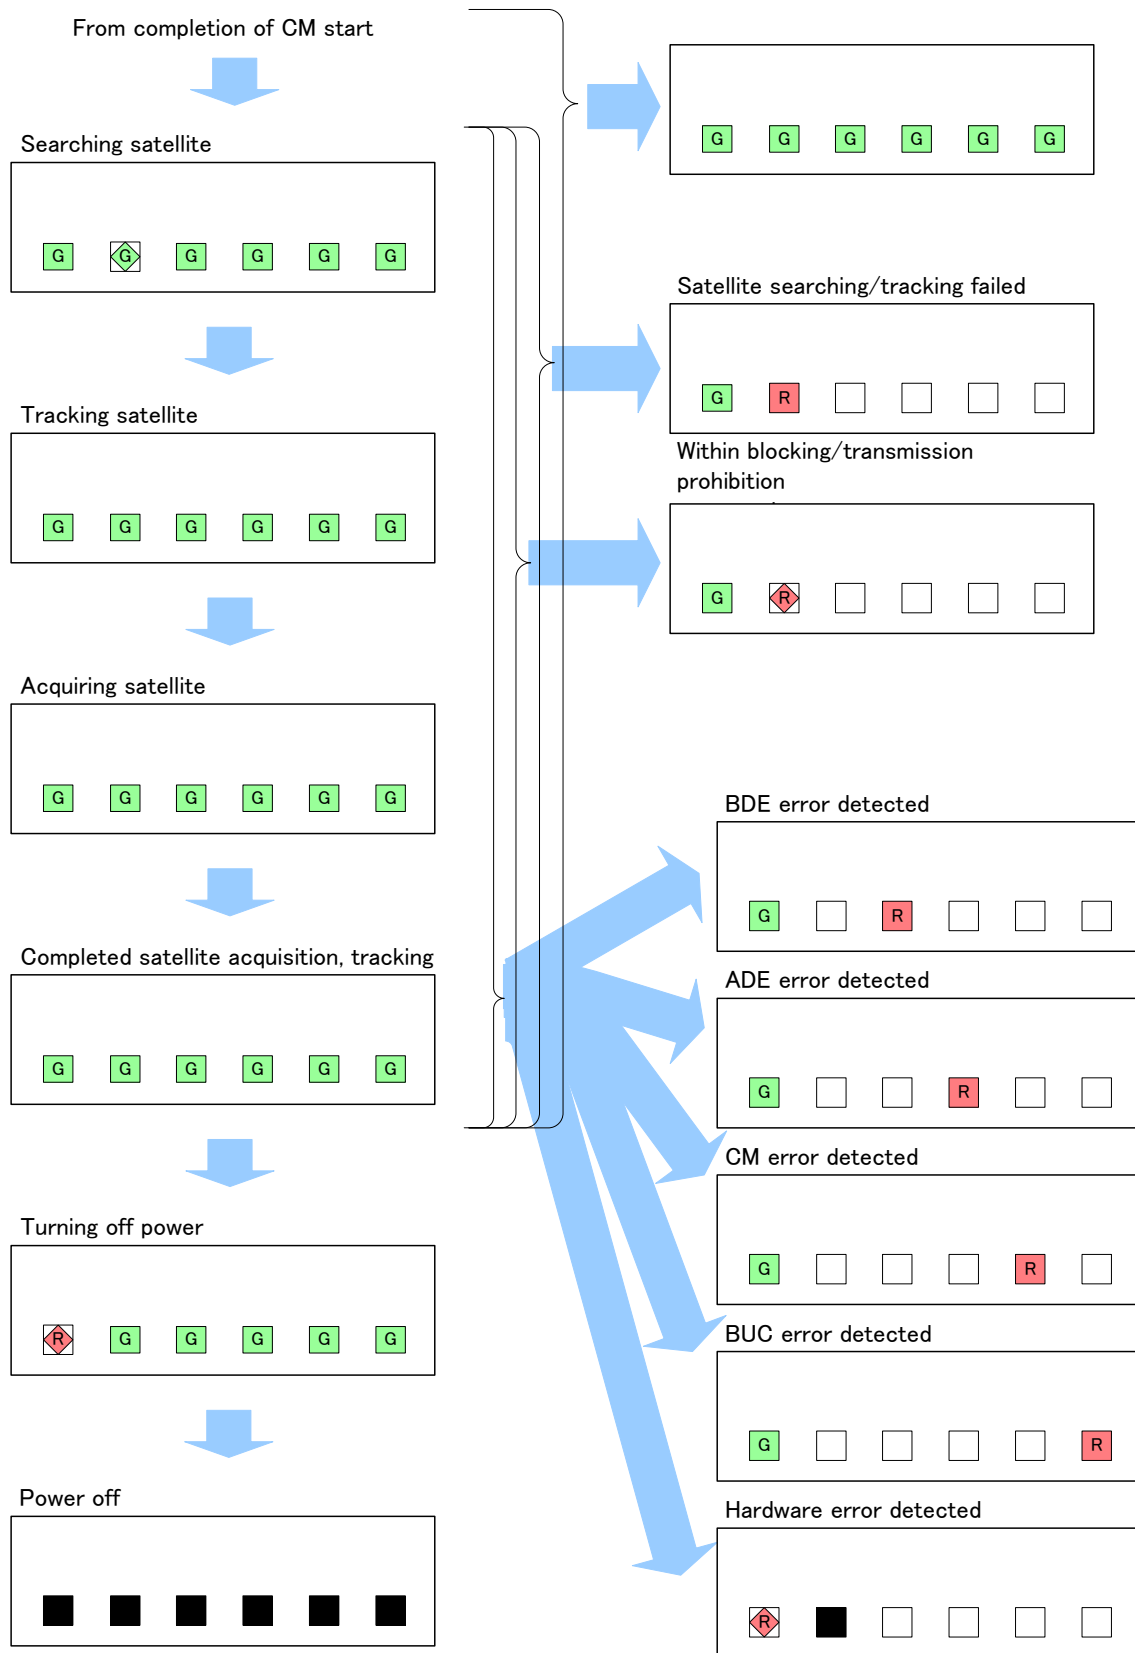 From completion of CM start
G G G G G G
Searching satellite
G G G G G G
Satellite searching/tracking failed
G R
Tracking satellite
G G G G G G
Within blocking/transmission
prohibition
G R
Acquiring satellite
G G G G G G
BDE error detected
G R
Completed satellite acquisition, tracking
G G G G G G
ADE error detected
G R
CM error detected
G R
Turning off power
R G G G G G
BUC error detected
G R
Power off
Hardware error detected
R